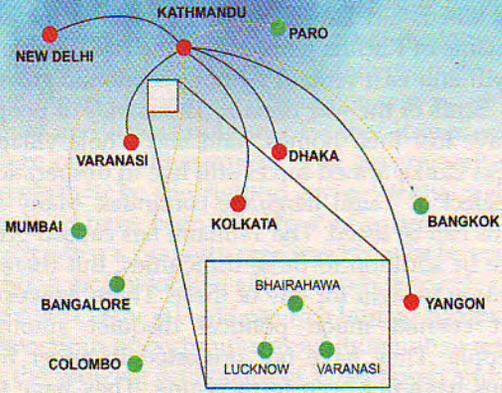 KATHMANDU
PARO
NEW DELHI
VARANASI
DHAKA
MUMBAI
KOLKATA
BANGKOK
BHAIRAHAWA
BANGALORE
YANGON
COLOMBO
LUCKNOW
VARANASI